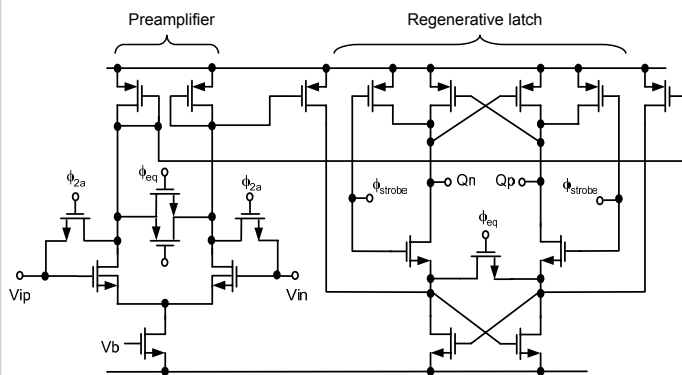 Preamplifier
Regenerative latch
ϕ2a
ϕeq
ϕ2a
ϕstrobe
Qn
Qp
ϕstrobe
ϕeq
Vip
Vin
Vb